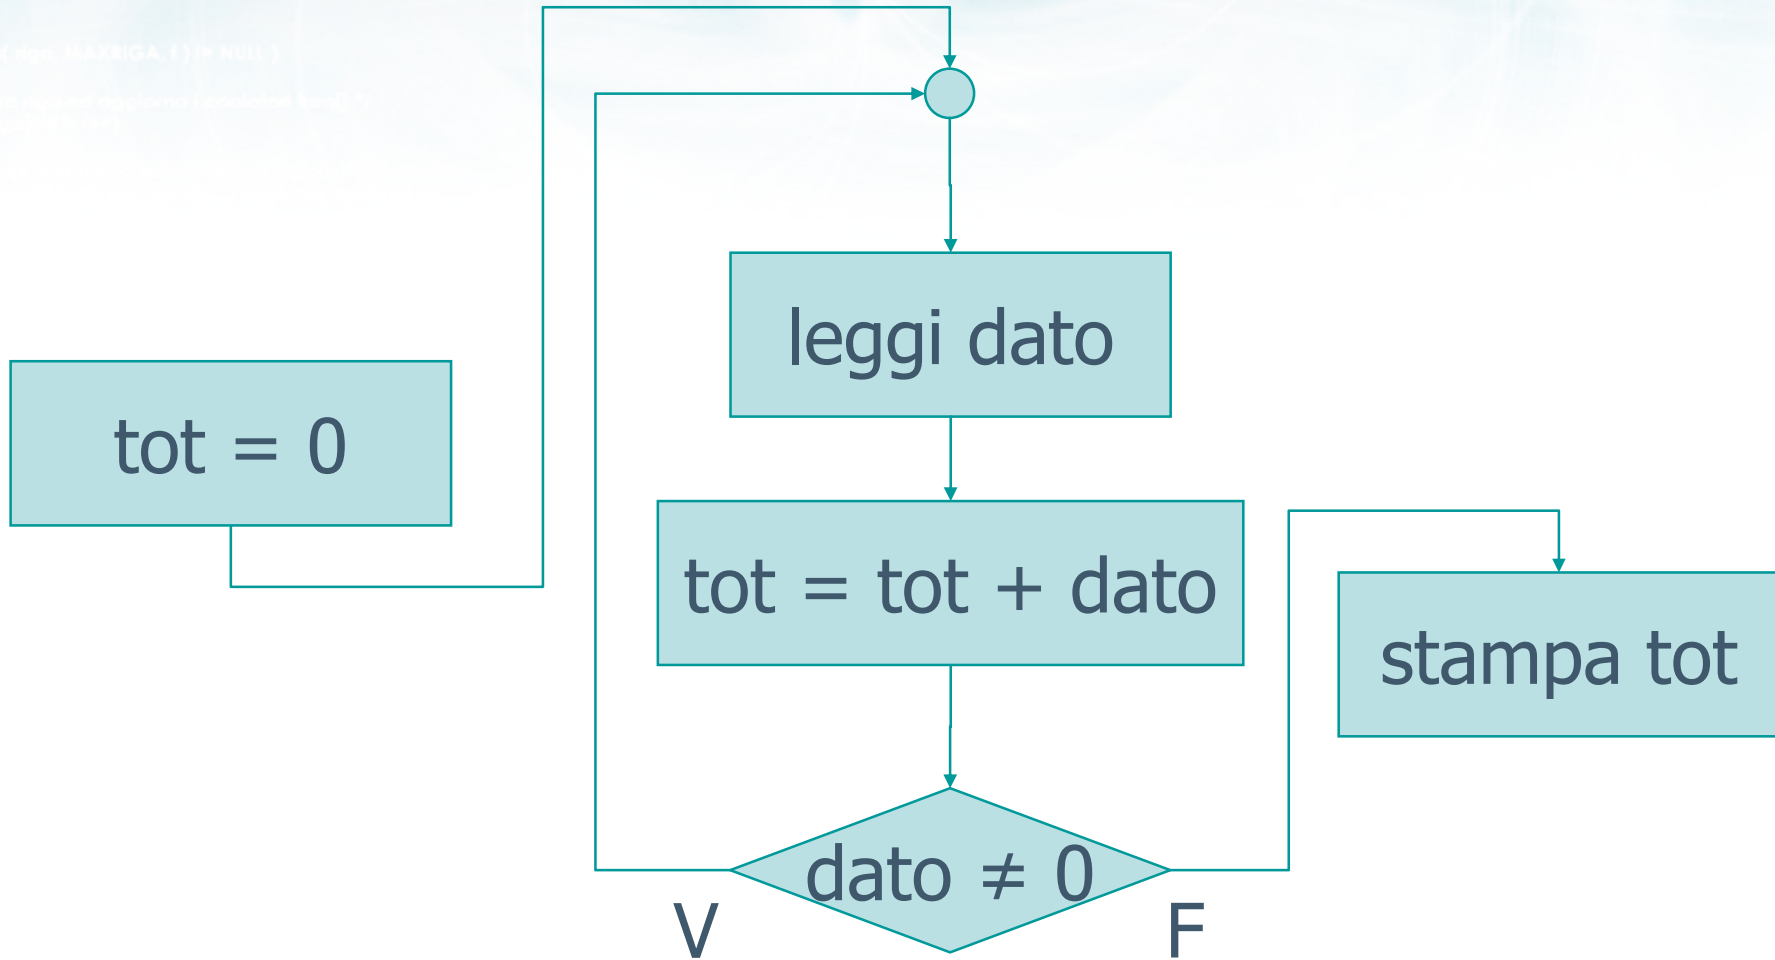 tot = 0
leggi dato
tot = tot + dato
dato ≠ 0
V
F
stampa tot